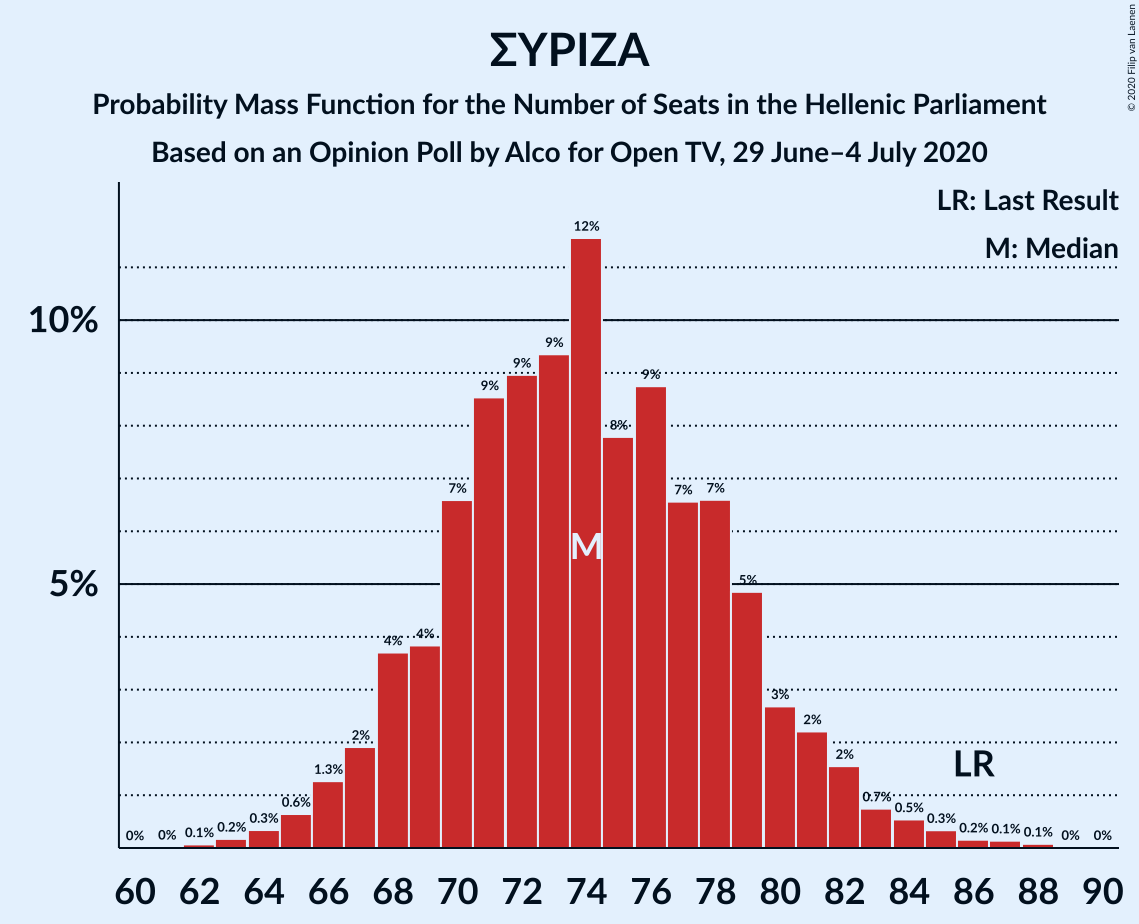 ΣΥΡΙΖΑ
Probability Mass Function for the Number of Seats in the Hellenic Parliament
Based on an Opinion Poll by Alco for Open TV, 29 June–4 July 2020
© 2020 Filip van Laenen
LR: Last Result
M: Median
10%
5%
0% 0% 0.1% 0.2% 0.3% 0.6% 1.3% 2% 4% 4% 7% 9% 9% 9% 12% 8% 9% 7% 7% 5% 3% 2% 2% 0.7% 0.5% 0.3% 0.2% 0.1% 0.1% 0% 0%
M
LR
60 62 64 66 68 70 72 74 76 78 80 82 84 86 88 90